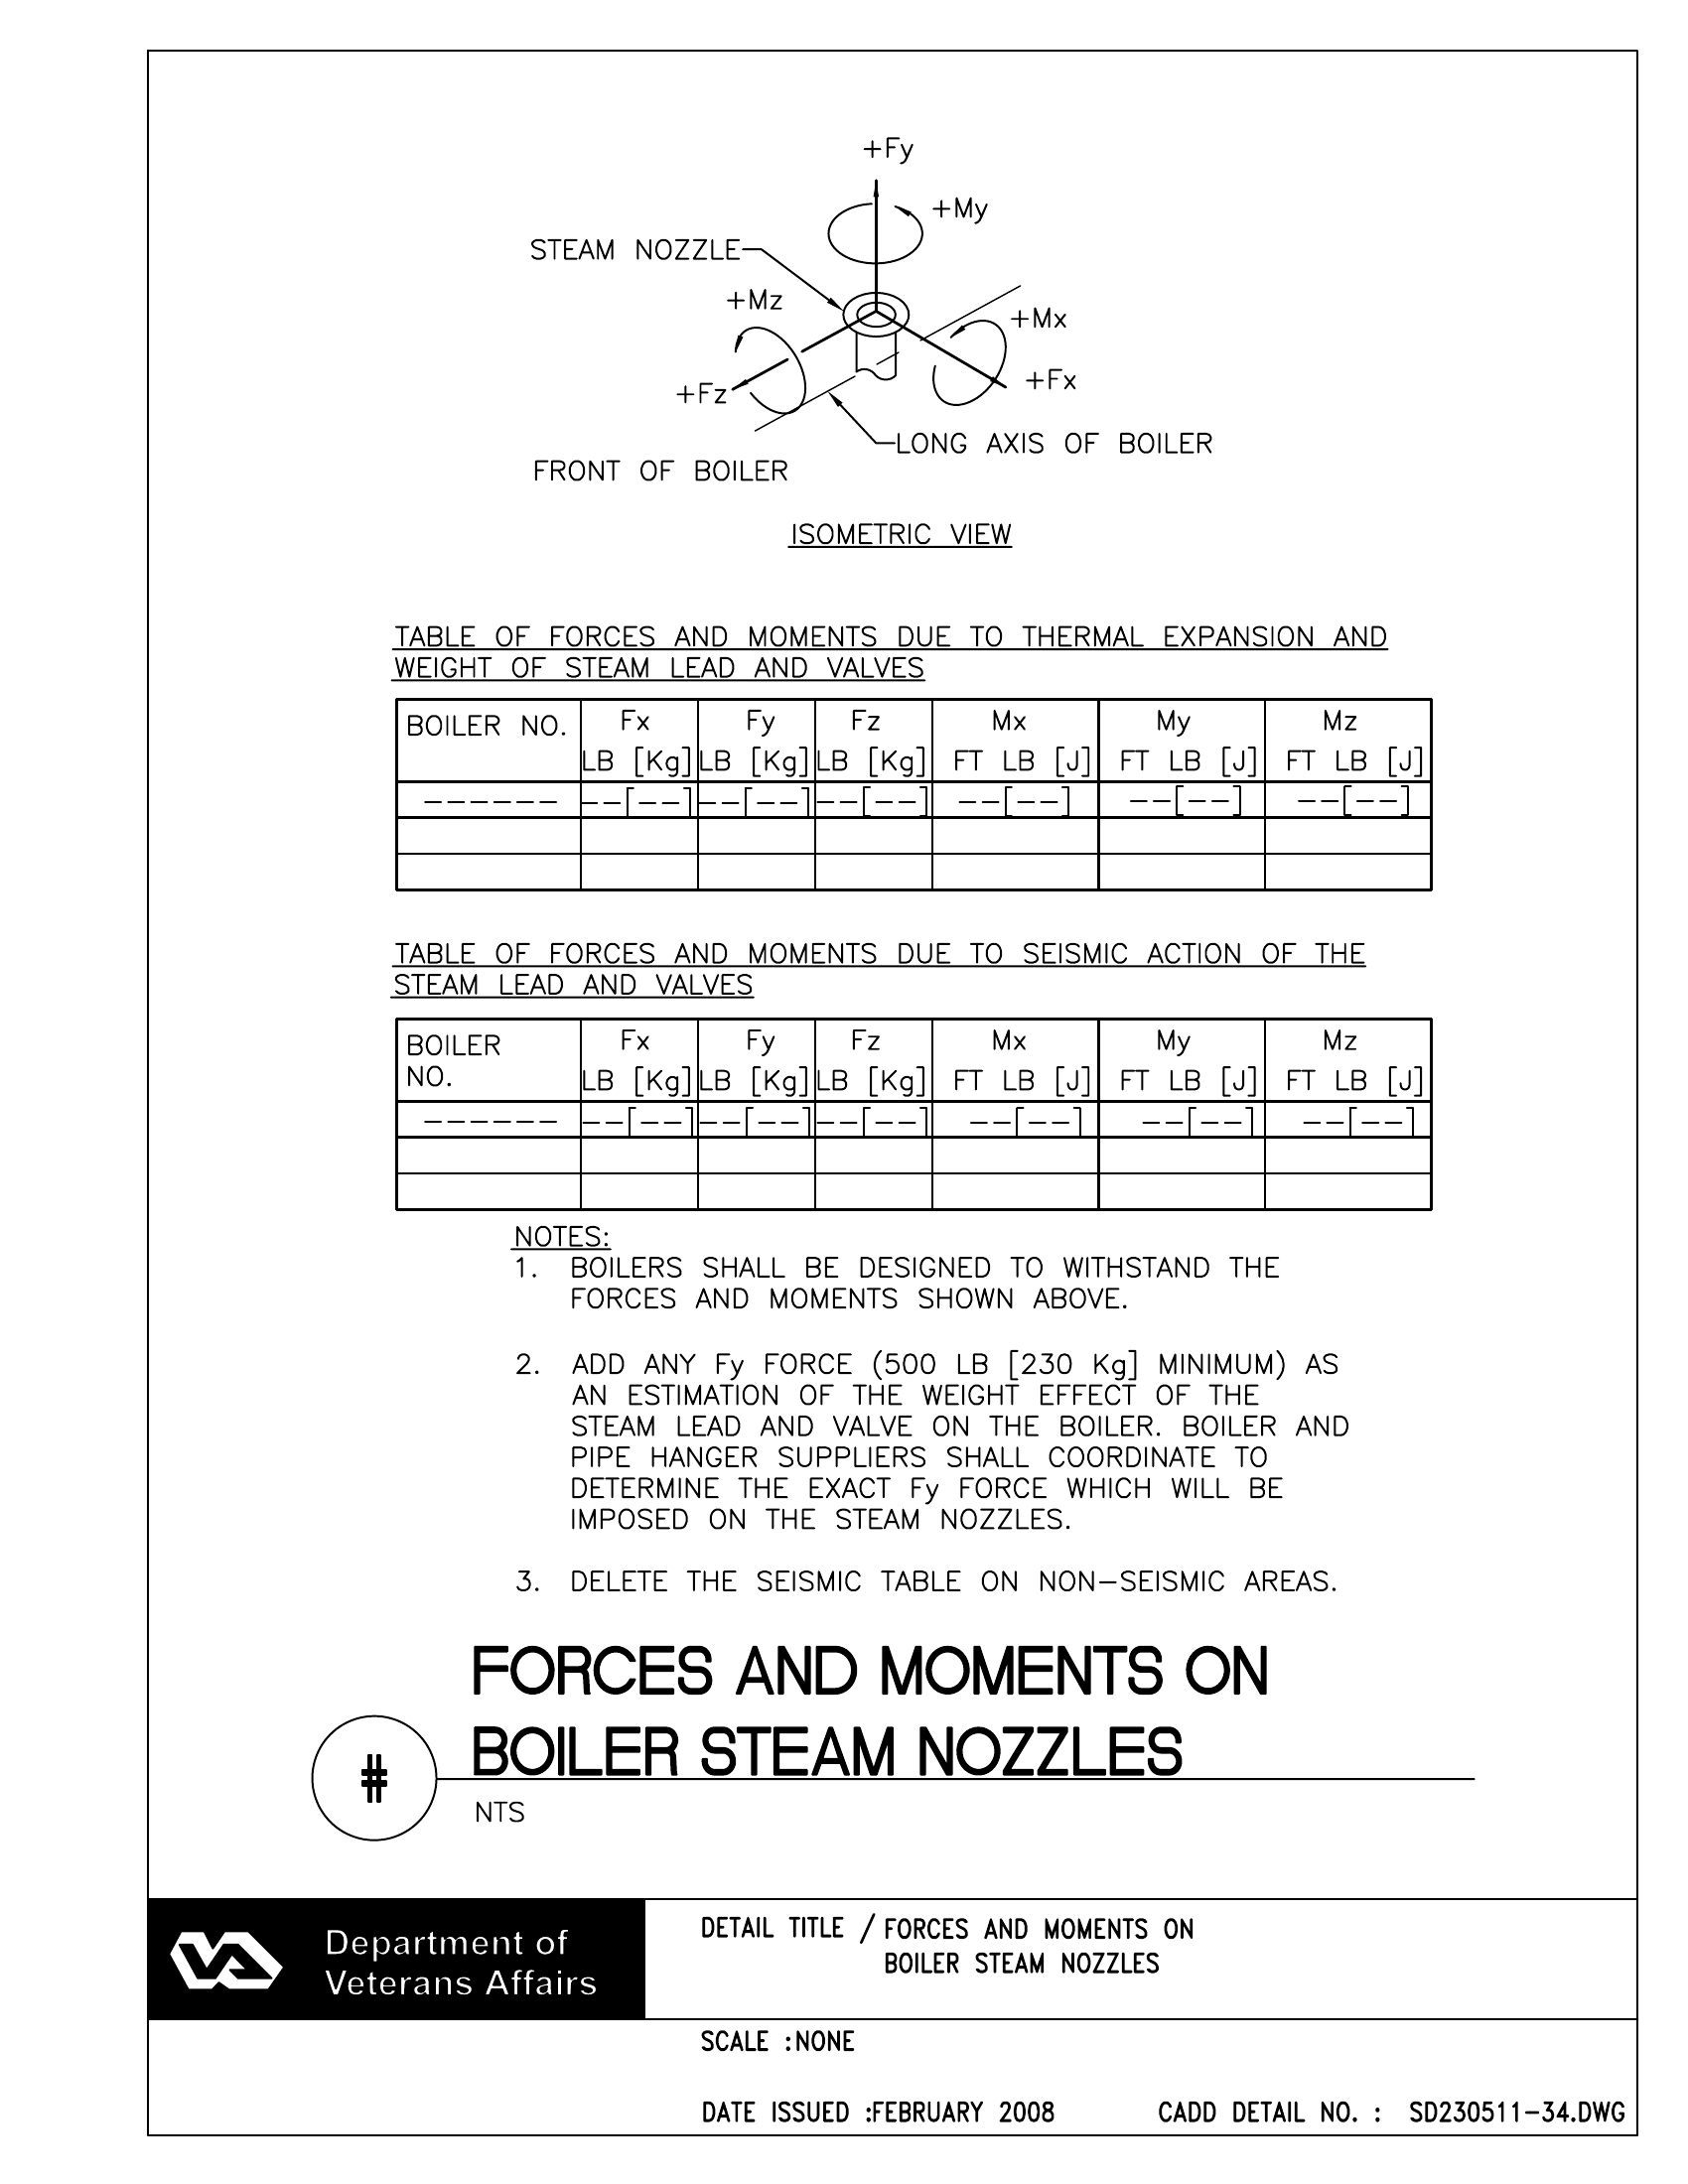 +Fy
+My
STEAM NOZZLE
+Mz
+Mx
+Fx
+Fz
LONG AXIS OF BOILER
FRONT OF BOILER
ISOMETRIC VIEW
TABLE OF FORCES AND MOMENTS DUE TO THERMAL EXPANSION AND
WEIGHT OF STEAM LEAD AND VALVES
BOILER NO. Fx Fy Fz Mx My Mz
LB [Kg] LB [Kg] LB [Kg] FT LB [J] FT LB [J] FT LB [J]
------ --[--] --[--] --[--] --[--] --[--] --[--]
TABLE OF FORCES AND MOMENTS DUE TO SEISMIC ACTION OF THE
STEAM LEAD AND VALVES
BOILER Fx Fy Fz Mx My Mz
NO. LB [Kg] LB [Kg] LB [Kg] FT LB [J] FT LB [J] FT LB [J]
------ --[--] --[--] --[--] --[--] --[--] --[--]
NOTES:
1. BOILERS SHALL BE DESIGNED TO WITHSTAND THE
FORCES AND MOMENTS SHOWN ABOVE.
2. ADD ANY Fy FORCE (500 LB [230 Kg] MINIMUM) AS
AN ESTIMATION OF THE WEIGHT EFFECT OF THE
STEAM LEAD AND VALVE ON THE BOILER. BOILER AND
PIPE HANGER SUPPLIERS SHALL COORDINATE TO
DETERMINE THE EXACT Fy FORCE WHICH WILL BE
IMPOSED ON THE STEAM NOZZLES.
3. DELETE THE SEISMIC TABLE ON NON-SEISMIC AREAS.
FORCES AND MOMENTS ON
BOILER STEAM NOZZLES
#
NTS
VA
Department of
Veterans Affairs
DETAIL TITLE / FORCES AND MOMENTS ON
BOILER STEAM NOZZLES
SCALE :NONE
DATE ISSUED :FEBRUARY 2008 CADD DETAIL NO. : SD230511-34.DWG